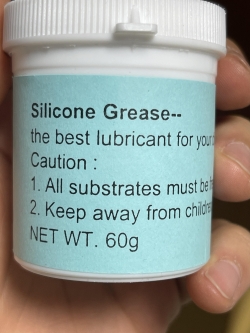 Silicone Grease--
the best lubricant for your
Caution :
1. All substrates must be
2. Keep away from children
NET WT. 60g